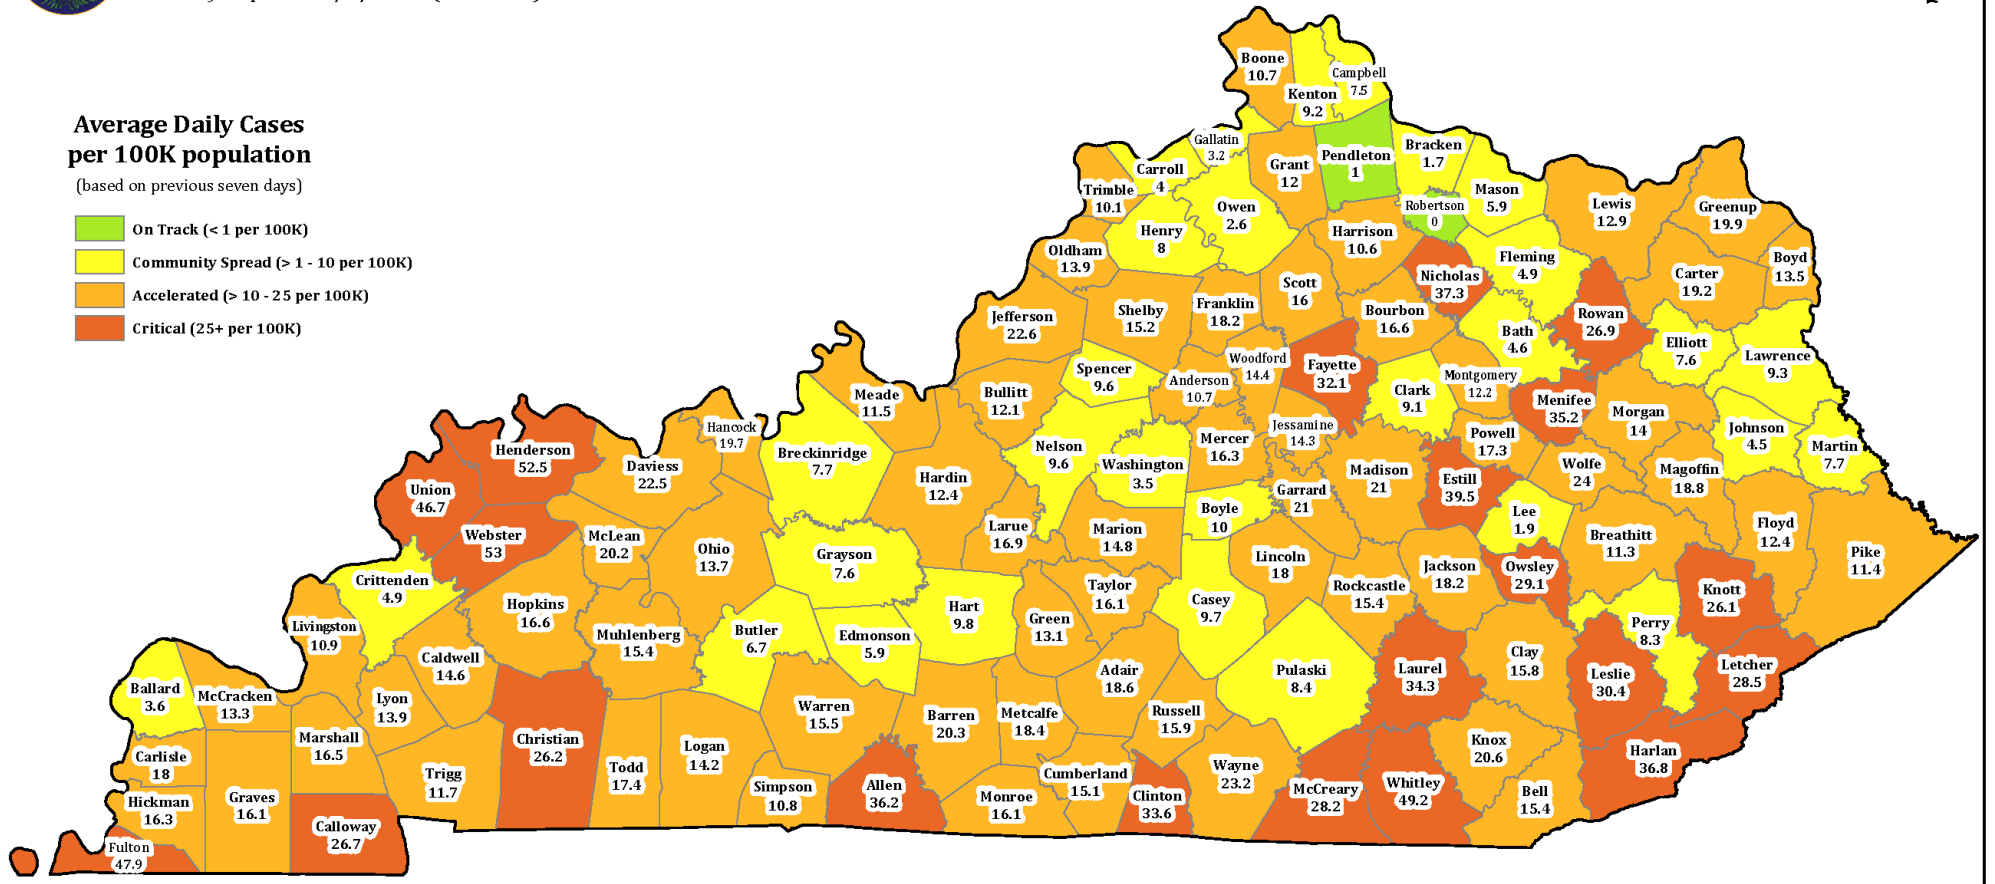 Average Daily Cases
per 100K population
(based on previous seven days)
On Track (< 1 per 100K)
Community Spread (> 1 - 10 per 100K)
Accelerated (> 10 - 25 per 100K)
Critical (25+ per 100K)
Boone
10.7
Kenton
9.2
Campbell
7.5
Gallatin
3.2
Carroll
4
Trimble
10.1
Grant
12
Pendleton
1
Bracken
1.7
Mason
5.9
Robertson
0
Lewis
12.9
Greenup
19.9
Owen
2.6
Henry
8
Oldham
13.9
Harrison
10.6
Nicholas
37.3
Fleming
4.9
Boyd
13.5
Carter
19.2
Rowan
26.9
Scott
16
Franklin
18.2
Shelby
15.2
Jefferson
22.6
Bourbon
16.6
Bath
4.6
Elliott
7.6
Lawrence
9.3
Woodford
14.4
Fayette
32.1
Spencer
9.6
Anderson
10.7
Clark
9.1
Montgomery
12.2
Menifee
35.2
Morgan
14
Johnson
4.5
Martin
7.7
Bullitt
12.1
Meade
11.5
Hancock
19.7
Breckinridge
7.7
Nelson
9.6
Washington
3.5
Mercer
16.3
Jessamine
14.3
Madison
21
Powell
17.3
Estill
39.5
Wolfe
24
Magoffin
18.8
Henderson
52.5
Daviess
22.5
Union
46.7
Webster
53
McLean
20.2
Ohio
13.7
Hardin
12.4
Larue
16.9
Marion
14.8
Boyle
10
Garrard
21
Lee
1.9
Breathitt
11.3
Floyd
12.4
Pike
11.4
Grayson
7.6
Lincoln
18
Jackson
18.2
Owsley
29.1
Knott
26.1
Crittenden
4.9
Hopkins
16.6
Hart
9.8
Green
13.1
Taylor
16.1
Casey
9.7
Rockcastle
15.4
Perry
8.3
Livingston
10.9
Muhlenberg
15.4
Butler
6.7
Edmonson
5.9
Caldwell
14.6
Adair
18.6
Pulaski
8.4
Laurel
34.3
Clay
15.8
Leslie
30.4
Letcher
28.5
Ballard
3.6
McCracken
13.3
Lyon
13.9
Warren
15.5
Barren
20.3
Metcalfe
18.4
Russell
15.9
Marshall
16.5
Christian
26.2
Logan
14.2
Knox
20.6
Harlan
36.8
Carlisle
18
Trigg
11.7
Todd
17.4
Simpson
10.8
Allen
36.2
Cumberland
15.1
Monroe
16.1
Clinton
33.6
Wayne
23.2
McCreary
28.2
Whitley
49.2
Bell
15.4
Hickman
16.3
Graves
16.1
Calloway
26.7
Fulton
47.9